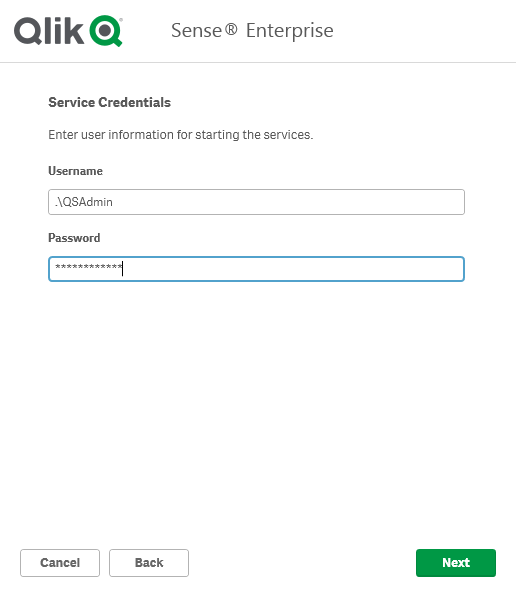 Qlik Q® Sense® Enterprise
Service Credentials
Enter user information for starting the services.
Username
.\QSAdmin
Password
************
Cancel Back Next